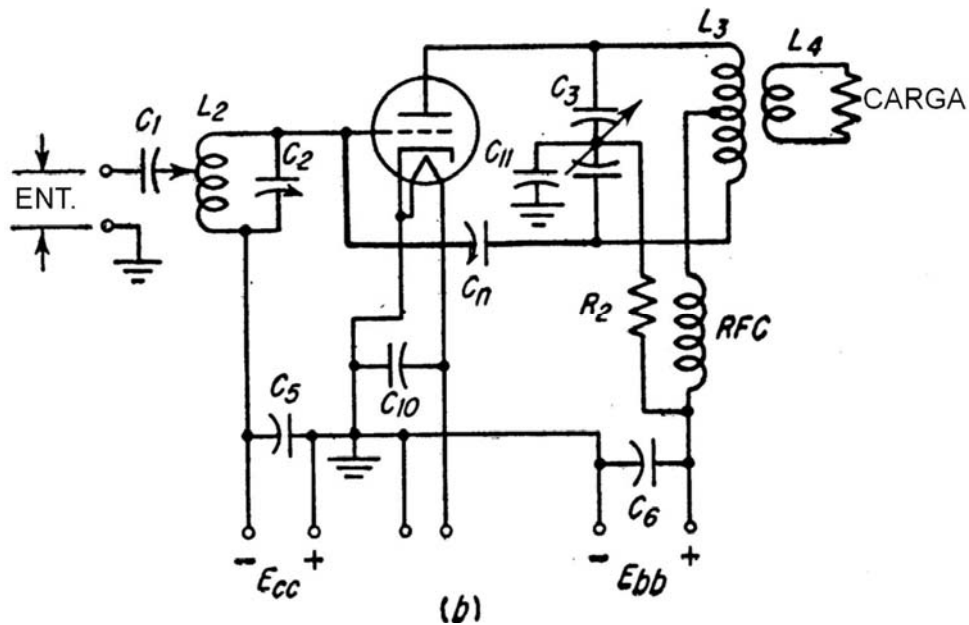 L3
L4
C3
CARGA
C1
L2
C2
C11
ENT.
Cn
R2
RFC
C10
C5
C6
- Ecc +
- Ebb +
(b)